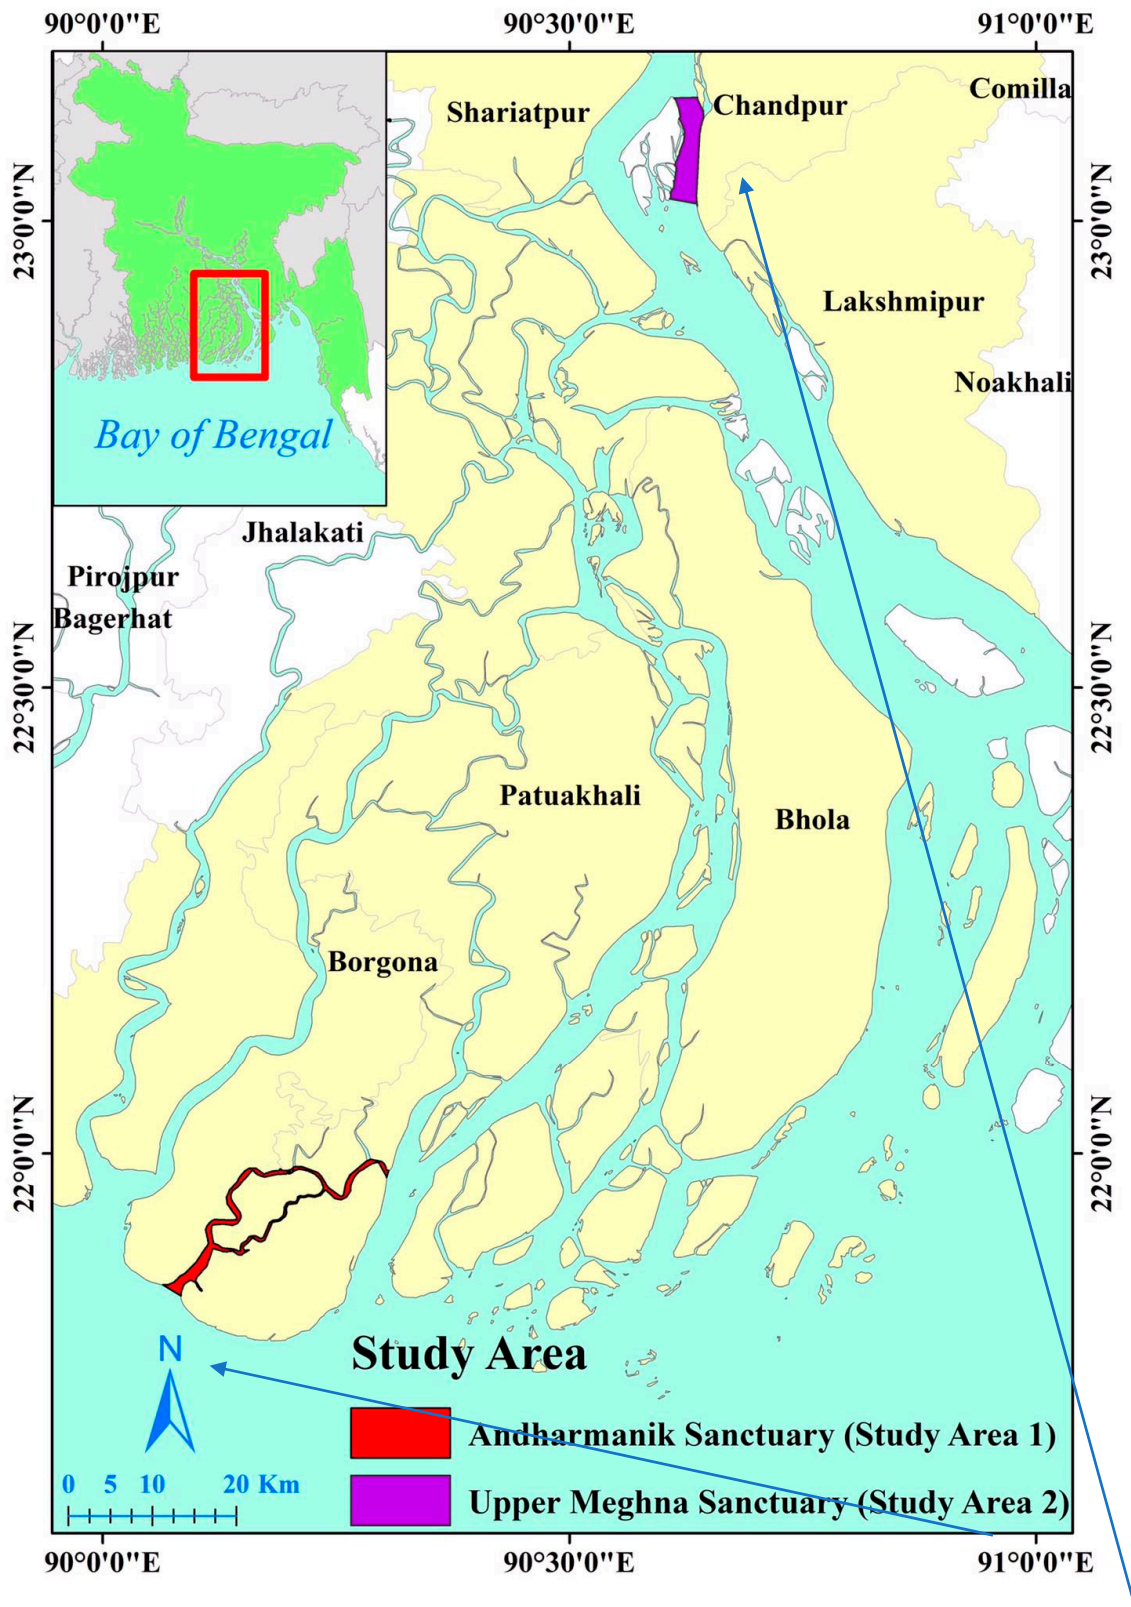 90°0'0"E 90°30'0"E 91°0'0"E
Comilla
Shariatpur
Chandpur
23°0'0"N
23°0'0"N
Lakshmipur
Noakhali
Bay of Bengal
Jhalakati
Pirojpur
Bagerhat
22°30'0"N
22°30'0"N
Patuakhali
Bhola
Borgona
22°0'0"N
22°0'0"N
N
Study Area
Andharmanik Sanctuary (Study Area 1)
0 5 10 20 Km
Upper Meghna Sanctuary (Study Area 2)
90°0'0"E 90°30'0"E 91°0'0"E